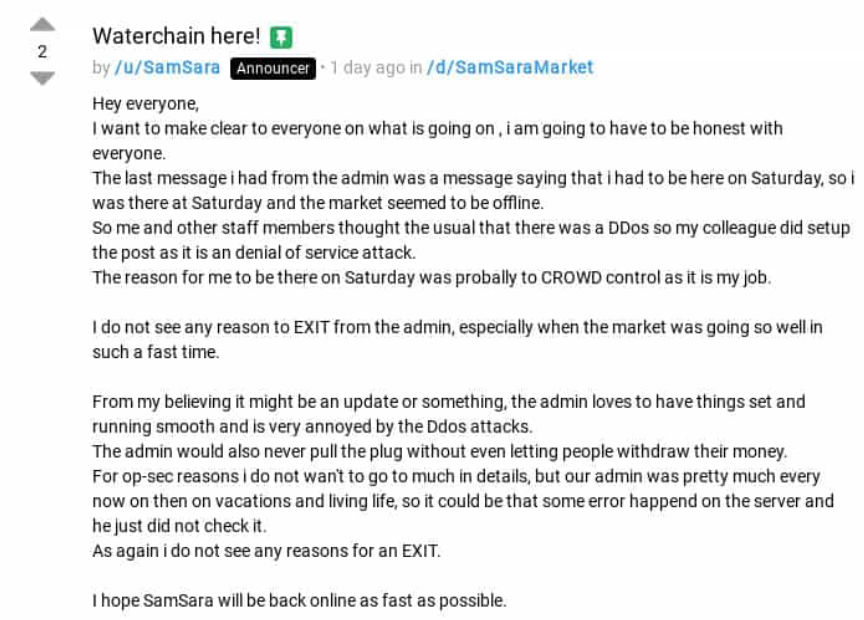 Waterchain here!
2
by /u/SamSara Announcer • 1 day ago in /d/SamSaraMarket
Hey everyone,
I want to make clear to everyone on what is going on , i am going to have to be honest with
everyone.
The last message i had from the admin was a message saying that i had to be here on Saturday, so i
was there at Saturday and the market seemed to be offline.
So me and other staff members thought the usual that there was a DDos so my colleague did setup
the post as it is an denial of service attack.
The reason for me to be there on Saturday was probally to CROWD control as it is my job.
I do not see any reason to EXIT from the admin, especially when the market was going so well in
such a fast time.
From my believing it might be an update or something, the admin loves to have things set and
running smooth and is very annoyed by the Ddos attacks.
The admin would also never pull the plug without even letting people withdraw their money.
For op-sec reasons i do not wan't to go to much in details, but our admin was pretty much every
now on then on vacations and living life, so it could be that some error happend on the server and
he just did not check it.
As again i do not see any reasons for an EXIT.
I hope SamSara will be back online as fast as possible.